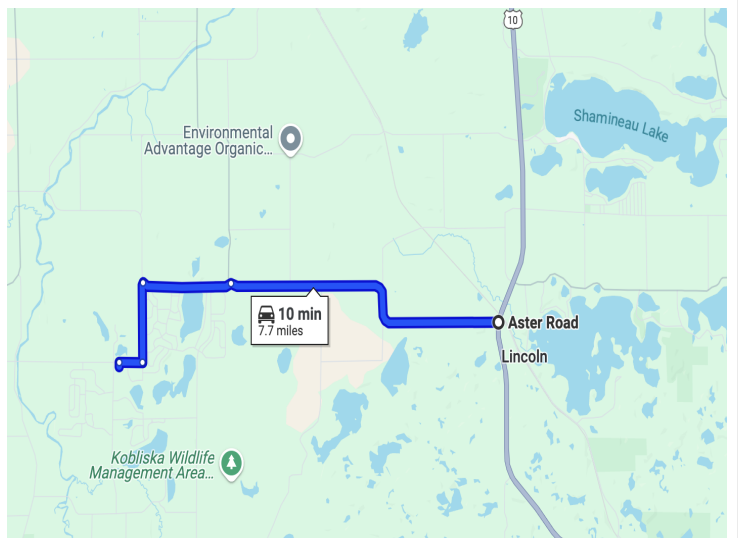 10
Shamineau Lake
Environmental
Advantage Organic...
10 min
7.7 miles
Aster Road
Lincoln
Kobliska Wildlife
Management Area...